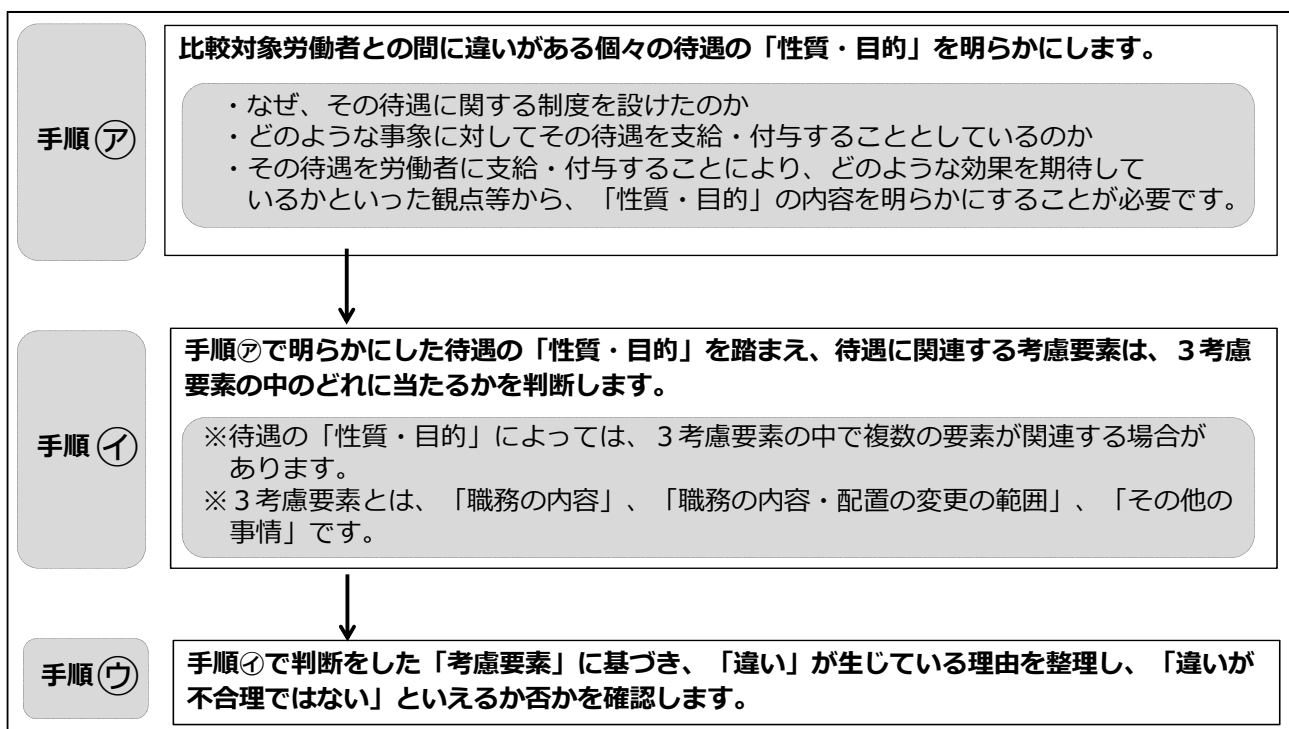 手順㋐
比較対象労働者との間に違いがある個々の待遇の「性質・目的」を明らかにします。
・なぜ、その待遇に関する制度を設けたのか
・どのような事象に対してその待遇を支給・付与することとしているのか
・その待遇を労働者に支給・付与することにより、どのような効果を期待して
いるかといった観点等から、「性質・目的」の内容を明らかにすることが必要です。
手順㋑
手順㋐で明らかにした待遇の「性質・目的」を踏まえ、待遇に関連する考慮要素は、３考慮
要素の中のどれに当たるかを判断します。
※待遇の「性質・目的」によっては、３考慮要素の中で複数の要素が関連する場合が
あります。
※３考慮要素とは、「職務の内容」、「職務の内容・配置の変更の範囲」、「その他の
事情」です。
手順㋒
手順㋑で判断をした「考慮要素」に基づき、「違い」が生じている理由を整理し、「違いが
不合理ではない」といえるか否かを確認します。